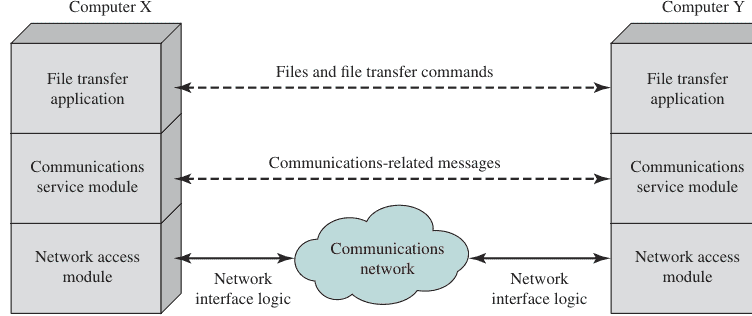 Computer X
Computer Y
File transfer
application
Files and file transfer commands
File transfer
application
Communications
service module
Communications-related messages
Communications
service module
Network access
module
Network
interface logic
Communications
network
Network
interface logic
Network access
module